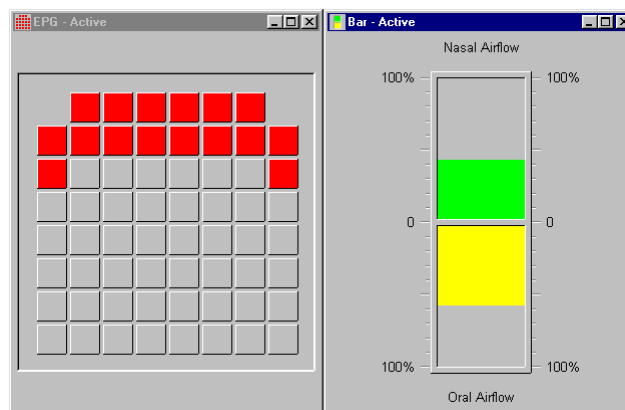 EPG - Active
Bar - Active
Nasal Airflow
100% 100%
0 0
100% 100%
Oral Airflow